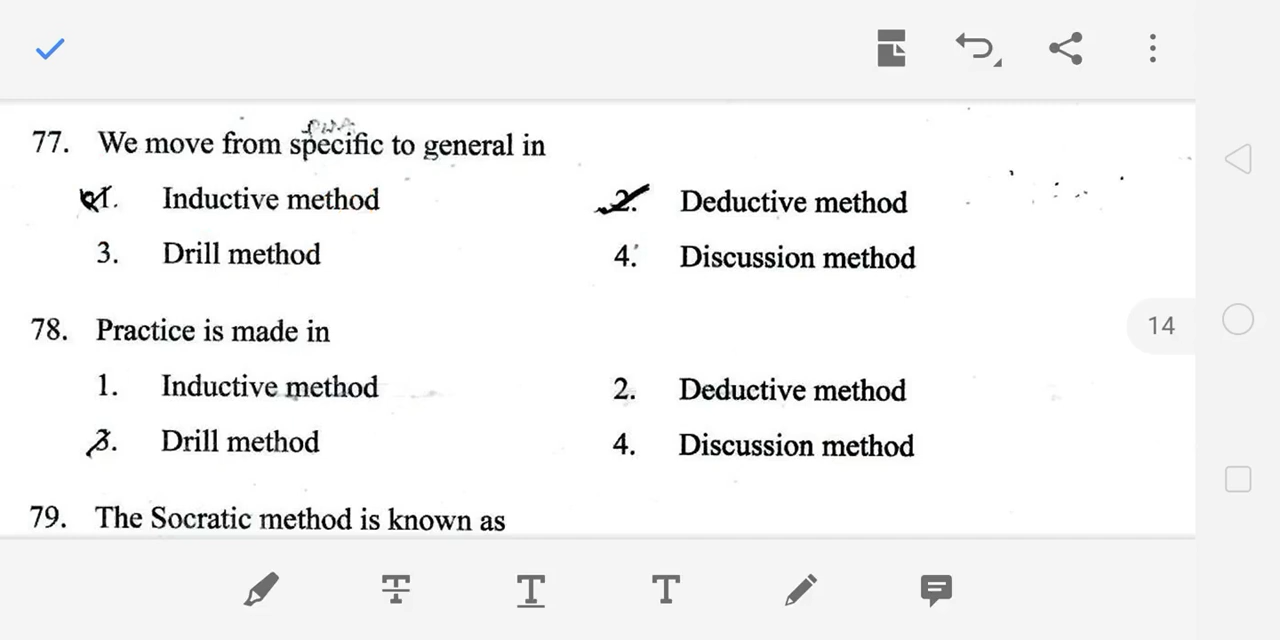 77. We move from specific to general in
1. Inductive method 2. Deductive method
3. Drill method 4. Discussion method
14
78. Practice is made in
1. Inductive method 2. Deductive method
3. Drill method 4. Discussion method
79. The Socratic method is known as